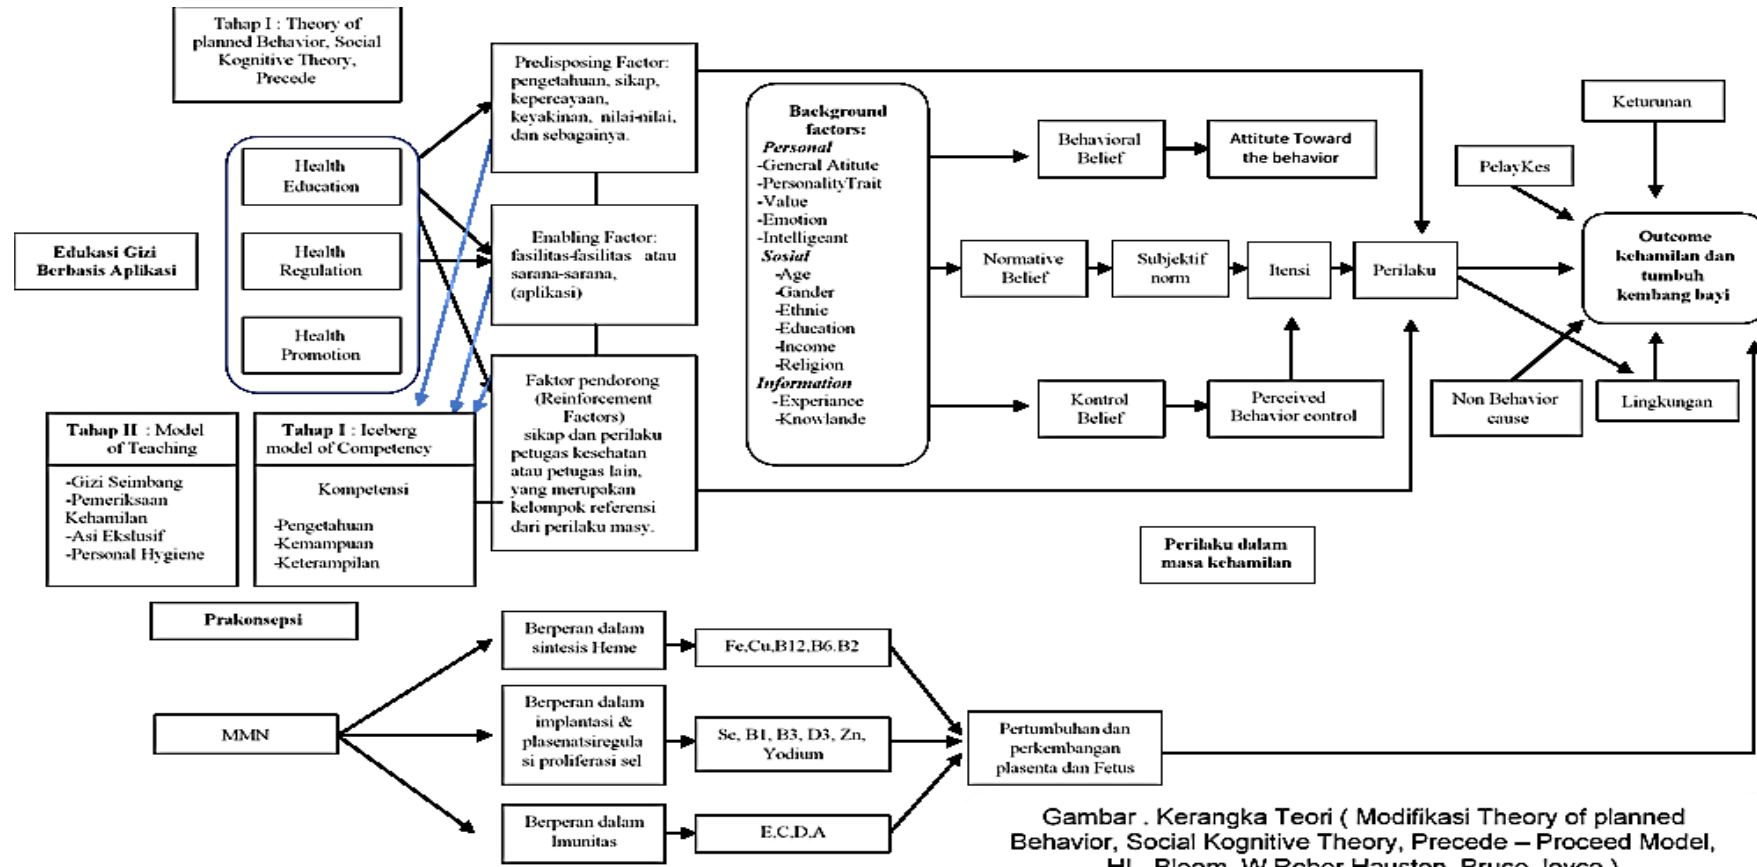 Tahap I : Theory of
planned Behavior, Social
Kognitive Theory,
Precede
Health
Education
Health
Regulation
Health
Promotion
Edukasi Gizi
Berbasis Aplikasi
Predisposing Factor:
pengetahuan, sikap,
kepercayaan,
keyakinan, nilai-nilai,
dan sebagainya.
Enabling Factor:
fasilitas-fasilitas atau
sarana-sarana,
(aplikasi)
Faktor pendorong
(Reinforcement
Factors)
sikap dan perilaku
petugas kesehatan
atau petugas lain,
yang merupakan
kelompok referensi
dari perilaku masy.
Tahap II : Model
of Teaching
-Gizi Seimbang
-Pemeriksaan
Kehamilan
-Asi Ekslusif
-Personal Hygiene
Tahap I : Iceberg
model of Competency
Kompetensi
-Pengetahuan
-Kemampuan
-Keterampilan
Background
factors:
Personal
-General Atitute
-PersonalityTrait
-Value
-Emotion
-Intelligeant
Sosial
-Age
-Gander
-Ethnic
-Education
-Income
-Religion
Information
-Experiance
-Knowlande
Behavioral
Belief
Attitute Toward
the behavior
Normative
Belief
Subjektif
norm
Itensi
Perilaku
Kontrol
Belief
Perceived
Behavior control
Keturunan
PelayKes
Outcome
kehamilan dan
tumbuh
kembang bayi
Non Behavior
cause
Lingkungan
Perilaku dalam
masa kehamilan
Prakonsepsi
MMN
Berperan dalam
sintesis Heme
Fe,Cu,B12,B6.B2
Berperan dalam
implantasi &
plasenatsiregula
si proliferasi sel
Se, B1, B3, D3, Zn,
Yodium
Berperan dalam
Imunitas
E,C,D,A
Pertumbuhan dan
perkembangan
plasenta dan Fetus
Gambar . Kerangka Teori ( Modifikasi Theory of planned
Behavior, Social Kognitive Theory, Precede – Proceed Model,
HL. Bloom, W Rober Hauston, Bruse Joyce )